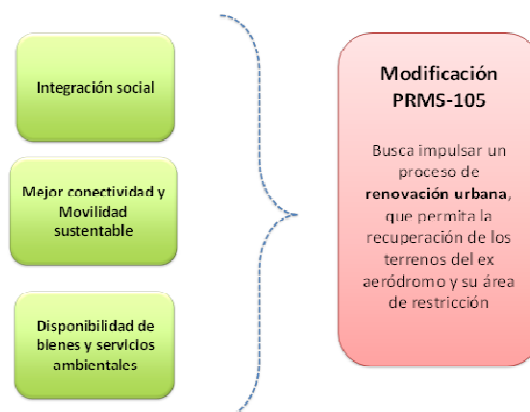 Integración social
Mejor conectividad y
Movilidad
sustentable
Disponibilidad de
bienes y servicios
ambientales
Modificación
PRMS-105
Busca impulsar un
proceso de
renovación urbana,
que permita la
recuperación de los
terrenos del ex
aeródromo y su área
de restricción